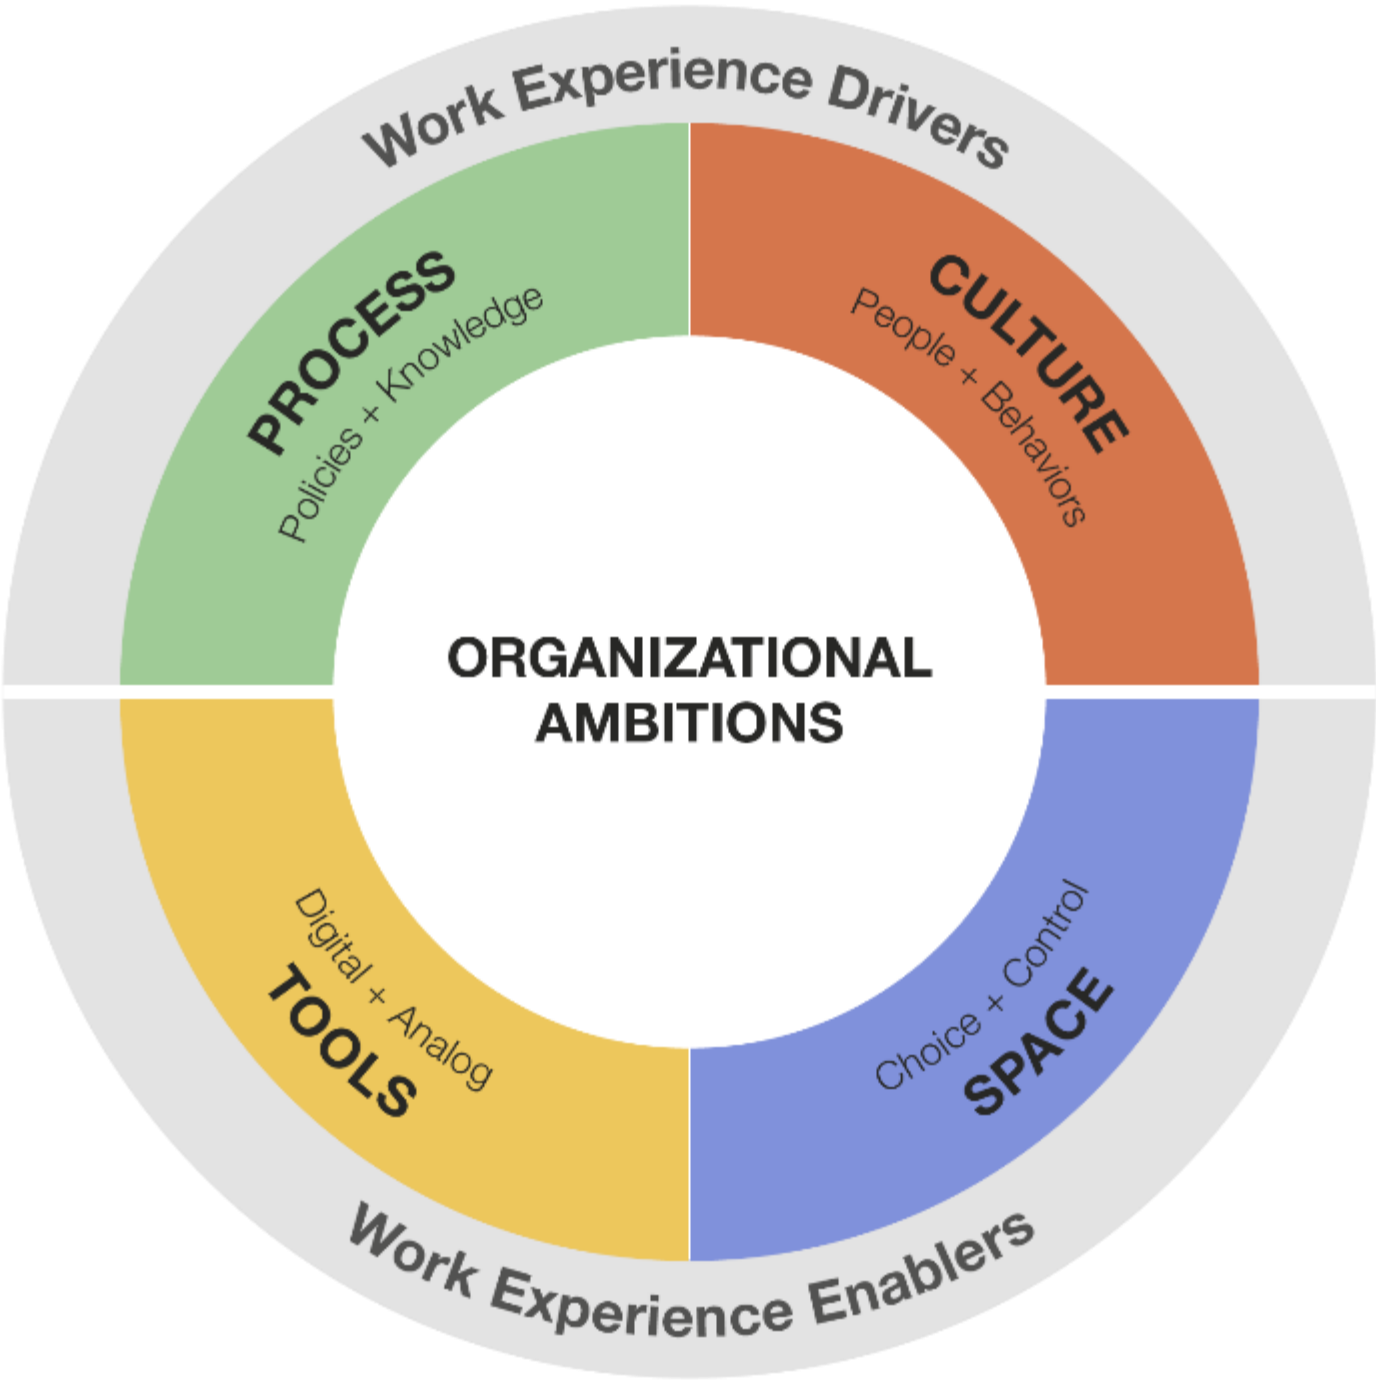 Work Experience Drivers
PROCESS
Policies + Knowledge
CULTURE
People + Behaviors
ORGANIZATIONAL
AMBITIONS
Digital + Analog
TOOLS
Choice + Control
SPACE
Work Experience Enablers